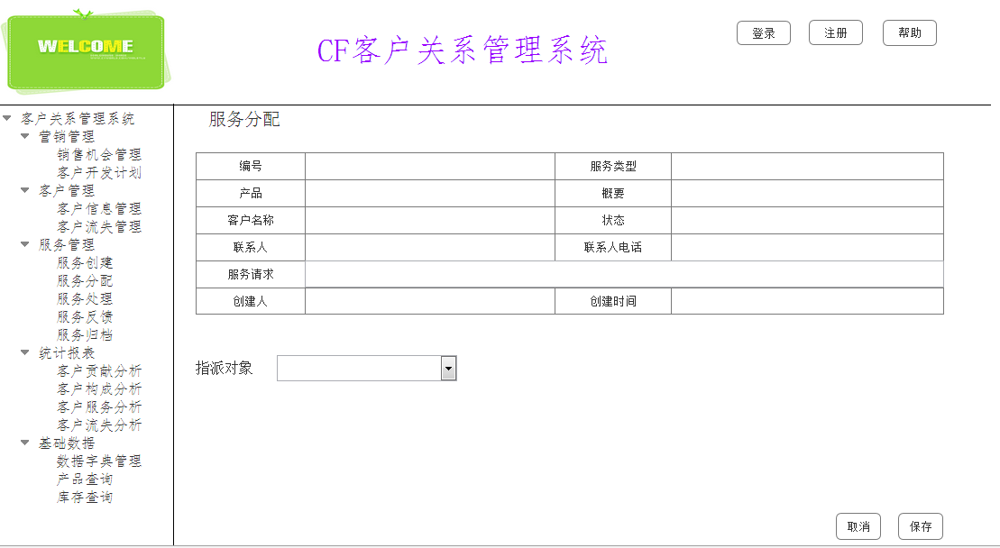 WELCOME
CF客户关系管理系统
登录
注册
帮助
客户关系管理系统
营销管理
销售机会管理
客户开发计划
客户管理
客户信息管理
客户流失管理
服务管理
服务创建
服务分配
服务处理
服务反馈
服务归档
统计报表
客户贡献分析
客户构成分析
客户服务分析
客户流失分析
基础数据
数据字典管理
产品查询
库存查询
服务分配
编号 服务类型
产品 概要
客户名称 状态
联系人 联系人电话
服务请求
创建人 创建时间
指派对象
取消
保存